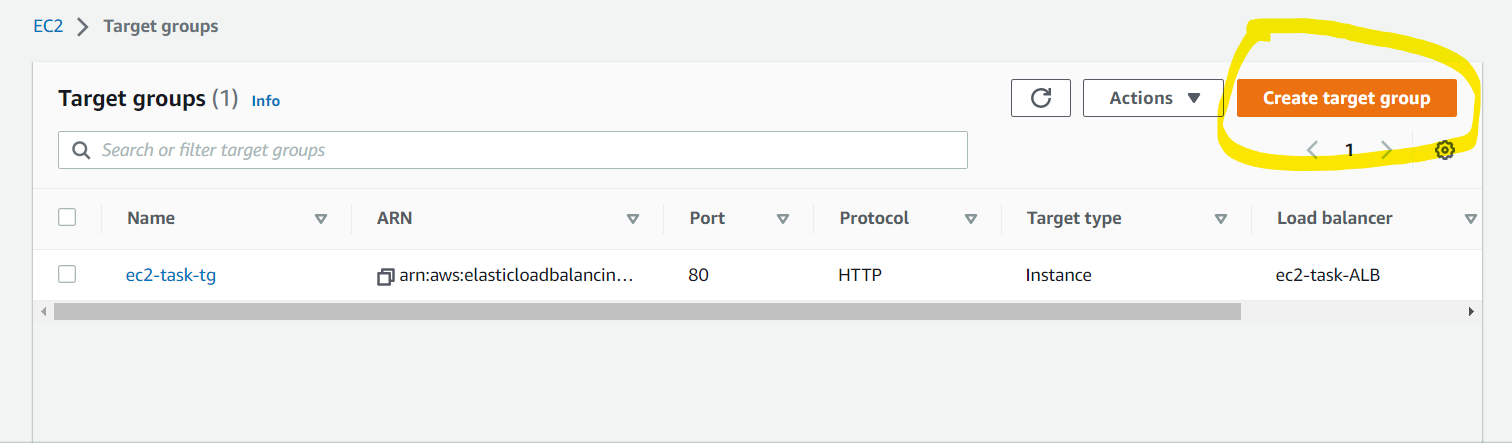 EC2 > Target groups
Target groups (1) Info
Actions
Create target group
Search or filter target groups
1
Name ARN Port Protocol Target type Load balancer
ec2-task-tg arn:aws:elasticloadbalancin… 80 HTTP Instance ec2-task-ALB